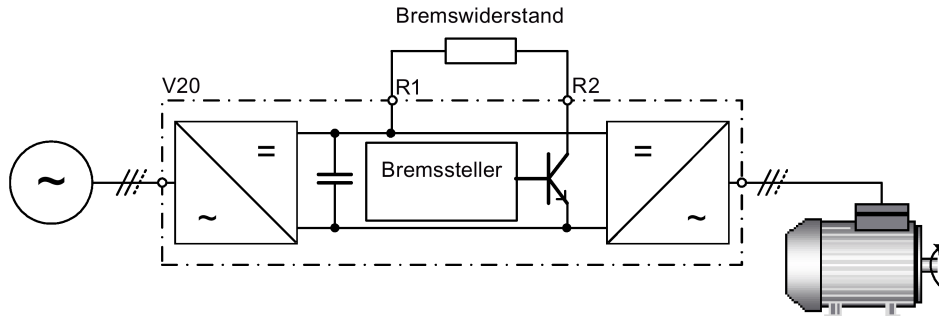 Bremswiderstand
V20
R1
R2
=
=
Bremssteller
~
~
~